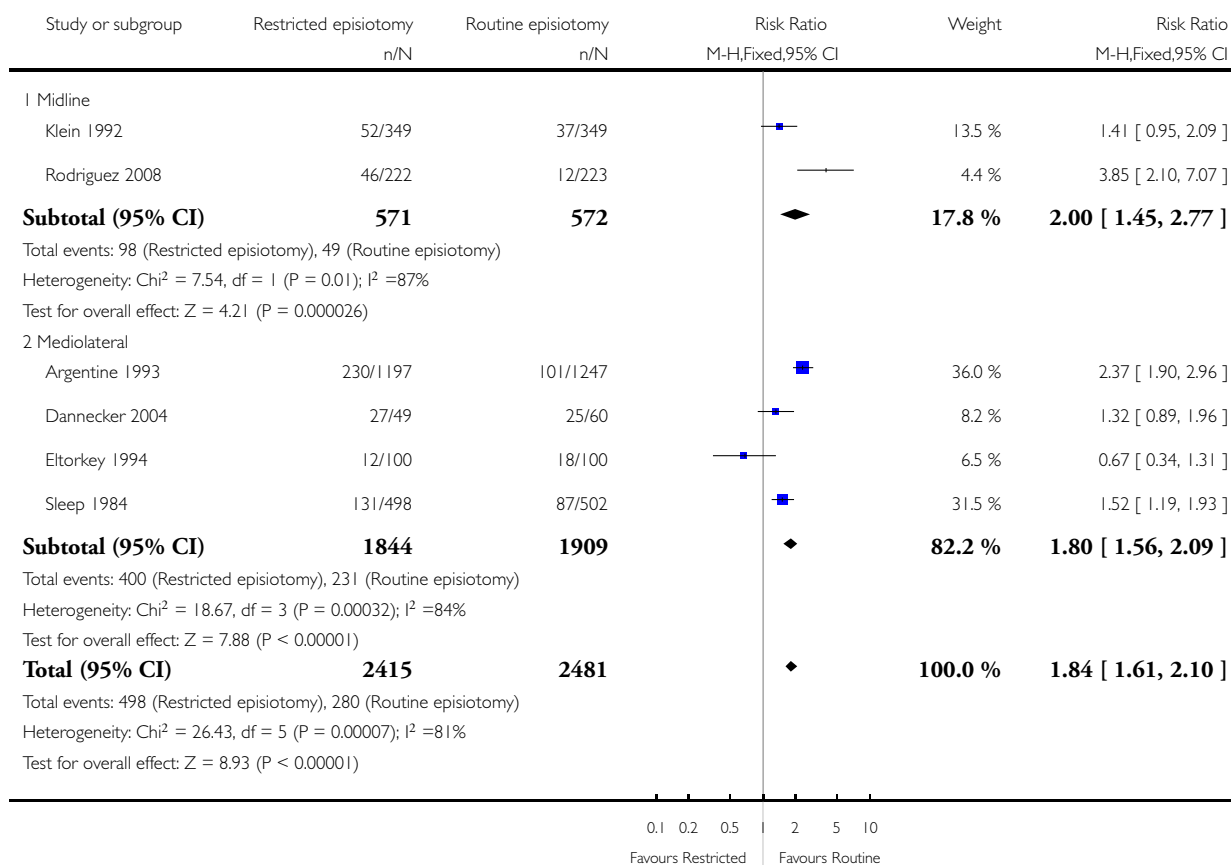 Study or subgroup Restricted episiotomy Routine episiotomy Risk Ratio Weight Risk Ratio
n/N n/N M-H,Fixed,95% CI M-H,Fixed,95% CI
1 Midline
Klein 1992 52/349 37/349 13.5 % 1.41 [ 0.95, 2.09 ]
Rodriguez 2008 46/222 12/223 4.4 % 3.85 [ 2.10, 7.07 ]
Subtotal (95% CI) 571 572 17.8 % 2.00 [ 1.45, 2.77 ]
Total events: 98 (Restricted episiotomy), 49 (Routine episiotomy)
Heterogeneity: Chi² = 7.54, df = 1 (P = 0.01); I² =87%
Test for overall effect: Z = 4.21 (P = 0.000026)
2 Mediolateral
Argentine 1993 230/1197 101/1247 36.0 % 2.37 [ 1.90, 2.96 ]
Dannecker 2004 27/49 25/60 8.2 % 1.32 [ 0.89, 1.96 ]
Eltorkey 1994 12/100 18/100 6.5 % 0.67 [ 0.34, 1.31 ]
Sleep 1984 131/498 87/502 31.5 % 1.52 [ 1.19, 1.93 ]
Subtotal (95% CI) 1844 1909 82.2 % 1.80 [ 1.56, 2.09 ]
Total events: 400 (Restricted episiotomy), 231 (Routine episiotomy)
Heterogeneity: Chi² = 18.67, df = 3 (P = 0.00032); I² =84%
Test for overall effect: Z = 7.88 (P < 0.00001)
Total (95% CI) 2415 2481 100.0 % 1.84 [ 1.61, 2.10 ]
Total events: 498 (Restricted episiotomy), 280 (Routine episiotomy)
Heterogeneity: Chi² = 26.43, df = 5 (P = 0.00007); I² =81%
Test for overall effect: Z = 8.93 (P < 0.00001)
0.1 0.2 0.5 1 2 5 10
Favours Restricted Favours Routine